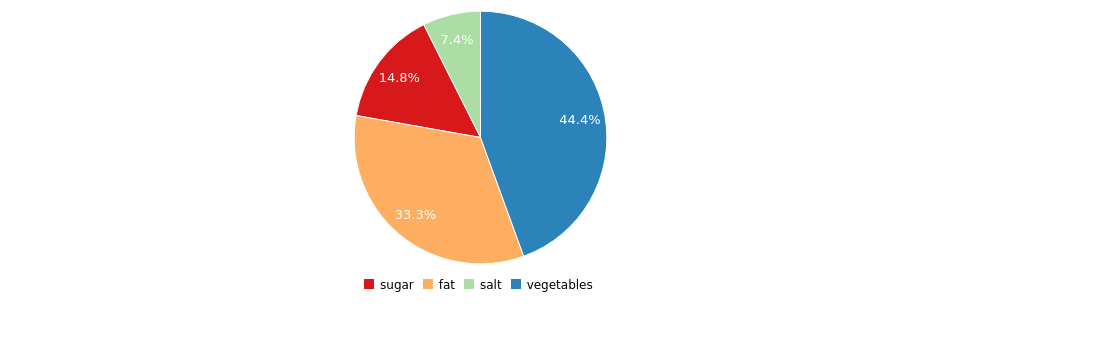 7.4%
14.8%
44.4%
33.3%
sugar fat salt vegetables